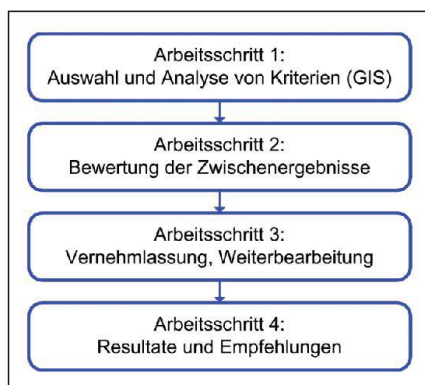 Arbeitsschritt 1:
Auswahl und Analyse von Kriterien (GIS)
Arbeitsschritt 2:
Bewertung der Zwischenergebnisse
Arbeitsschritt 3:
Vernehmlassung, Weiterbearbeitung
Arbeitsschritt 4:
Resultate und Empfehlungen